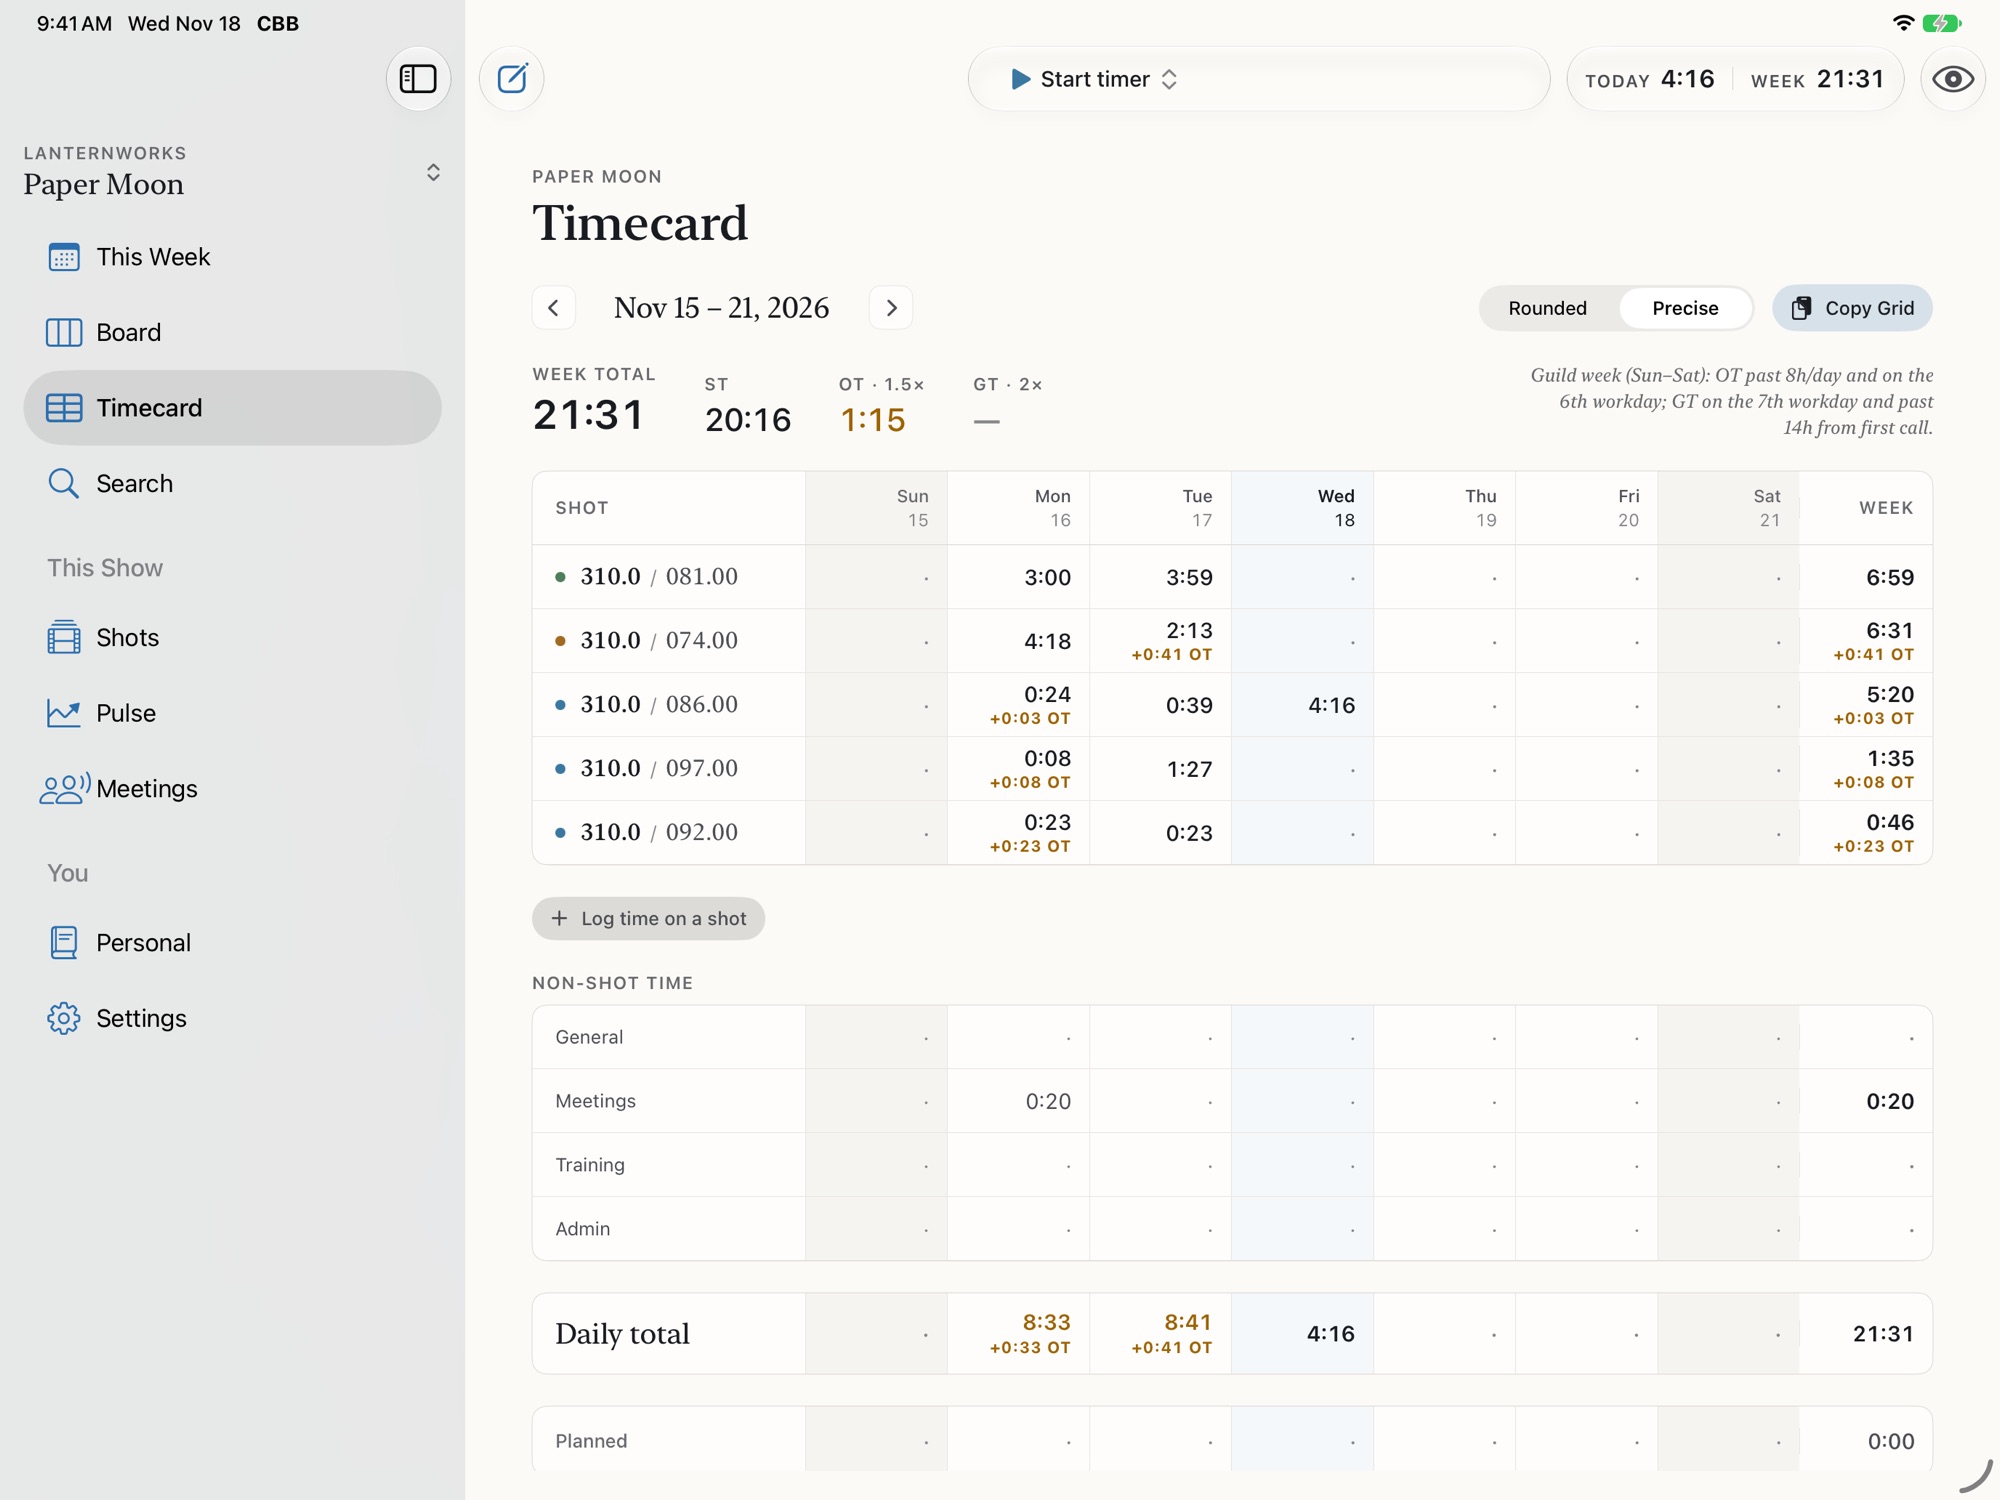 9:41 AM Wed Nov 18 CBB
Start timer
TODAY 4:16 WEEK 21:31
LANTERNWORKS
Paper Moon
This Week
Board
Timecard
Search
This Show
Shots
Pulse
Meetings
You
Personal
Settings
PAPER MOON
Timecard
Nov 15 – 21, 2026
Rounded Precise Copy Grid
WEEK TOTAL ST OT · 1.5× GT · 2×
21:31 20:16 1:15 —
Guild week (Sun–Sat): OT past 8h/day and on the
6th workday; GT on the 7th workday and past
14h from first call.
SHOT Sun 15 Mon 16 Tue 17 Wed 18 Thu 19 Fri 20 Sat 21 WEEK
310.0 / 081.00 · 3:00 3:59 · · · · 6:59
310.0 / 074.00 · 4:18 2:13 · · · · 6:31
+0:41 OT +0:41 OT
310.0 / 086.00 · 0:24 0:39 4:16 · · · 5:20
+0:03 OT +0:03 OT
310.0 / 097.00 · 0:08 1:27 · · · · 1:35
+0:08 OT +0:08 OT
310.0 / 092.00 · 0:23 0:23 · · · · 0:46
+0:23 OT +0:23 OT
+ Log time on a shot
NON-SHOT TIME
General · · · · · · · ·
Meetings · 0:20 · · · · · 0:20
Training · · · · · · · ·
Admin · · · · · · · ·
Daily total · 8:33 8:41 4:16 · · · 21:31
+0:33 OT +0:41 OT
Planned · · · · · · · 0:00